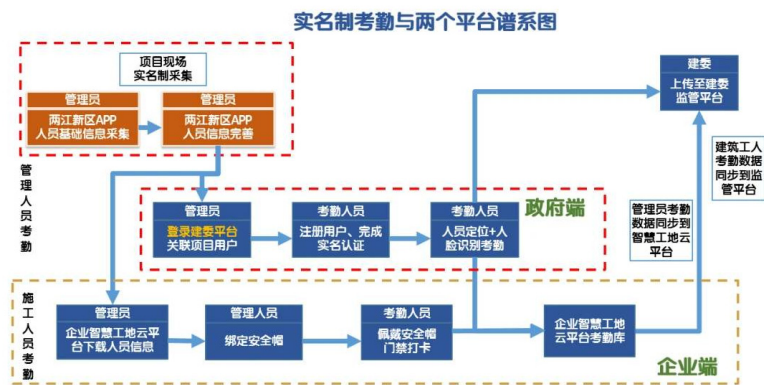 实名制考勤与两个平台谱系图
项目现场
实名制采集
管理员
两江新区APP
人员基础信息采集
管理员
两江新区APP
人员信息完善
建委
上传至建委
监管平台
建筑工人
考勤数据
同步到监
管平台
管理人员考勤
政府端
管理员
登录建委平台
关联项目用户
考勤人员
注册用户、完成
实名认证
考勤人员
人员定位+人
脸识别考勤
管理员考勤
数据同步到
智慧工地云
平台
施工人员考勤
管理员
企业智慧工地云平
台下载人员信息
管理人员
绑定安全帽
考勤人员
佩戴安全帽
门禁打卡
企业智慧工地
云平台考勤库
企业端